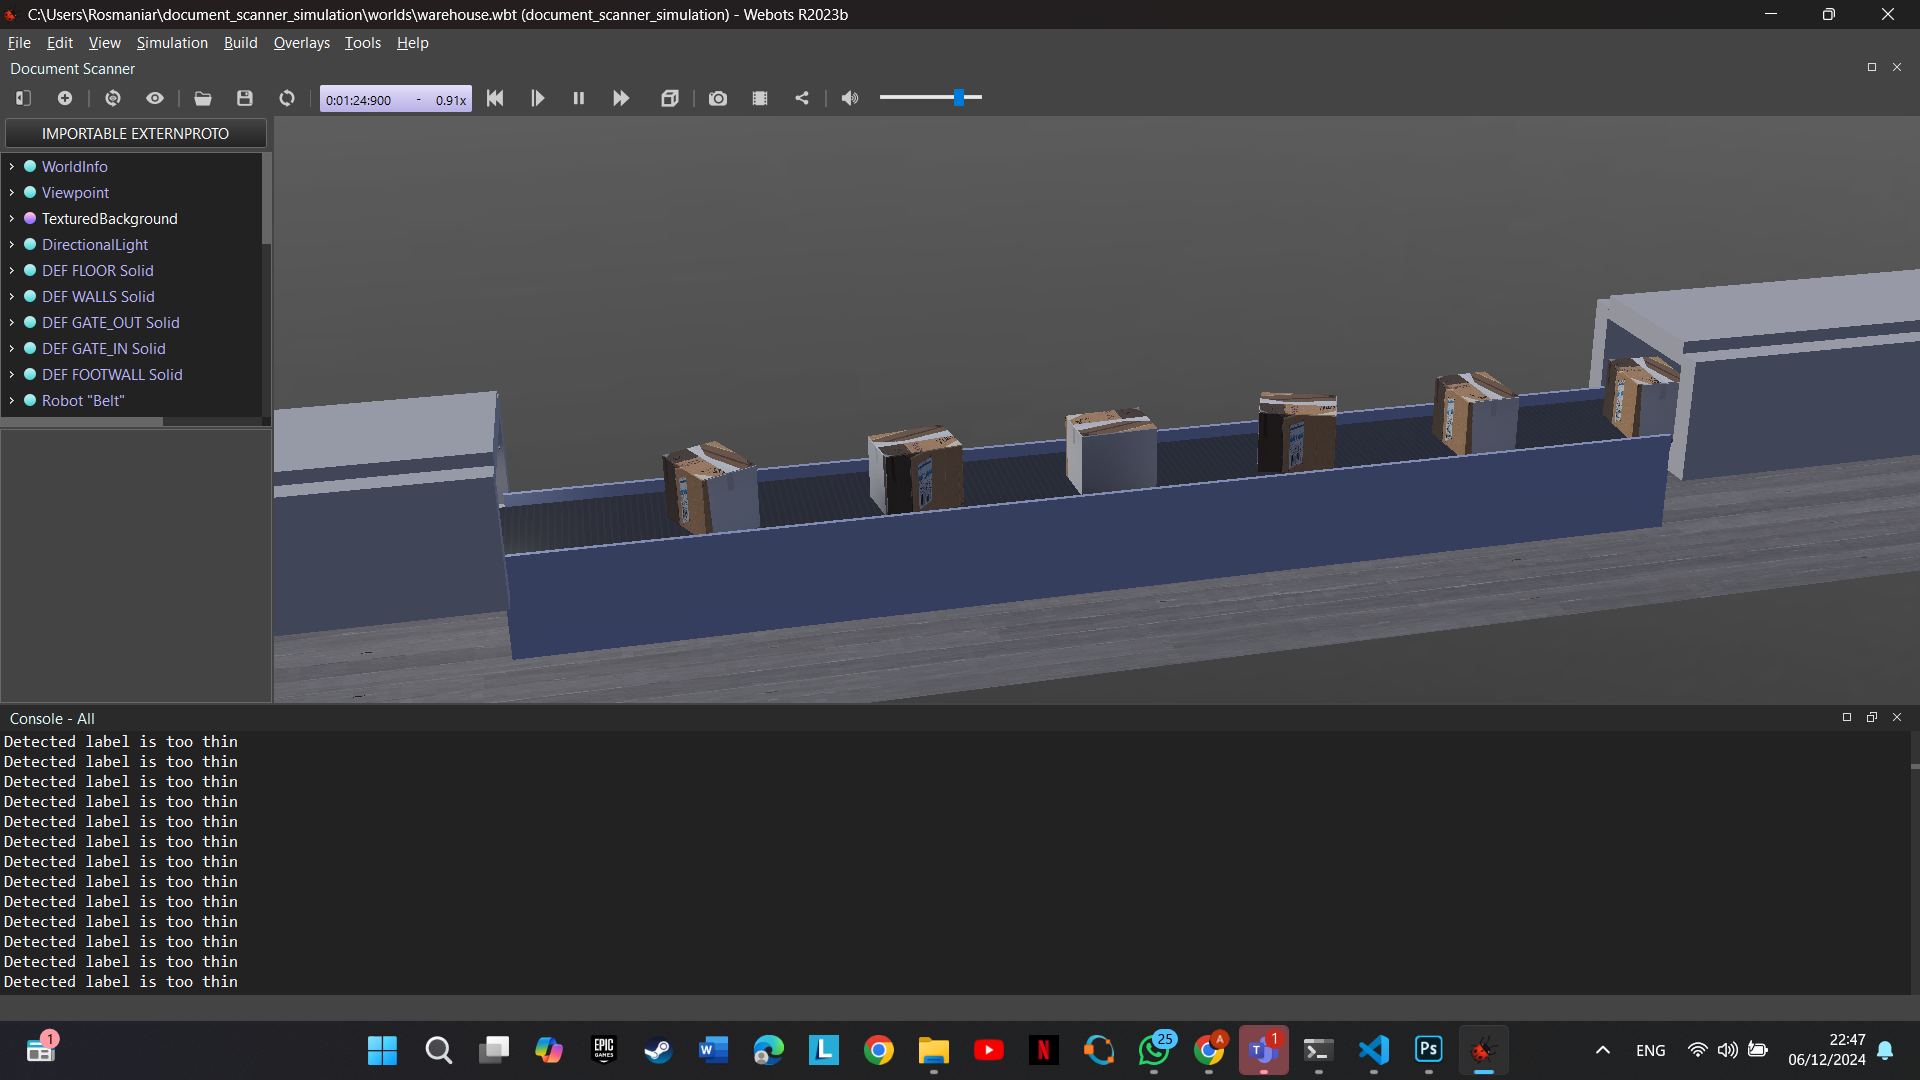 C:\Users\Rosmaniar\document_scanner_simulation\worlds\warehouse.wbt (document_scanner_simulation) - Webots R2023b
File Edit View Simulation Build Overlays Tools Help
Document Scanner
0:01:24:900 - 0.91x
IMPORTABLE EXTERNPROTO
WorldInfo
Viewpoint
TexturedBackground
DirectionalLight
DEF FLOOR Solid
DEF WALLS Solid
DEF GATE_OUT Solid
DEF GATE_IN Solid
DEF FOOTWALL Solid
Robot "Belt"
Console - All
Detected label is too thin
Detected label is too thin
Detected label is too thin
Detected label is too thin
Detected label is too thin
Detected label is too thin
Detected label is too thin
Detected label is too thin
Detected label is too thin
Detected label is too thin
Detected label is too thin
Detected label is too thin
Detected label is too thin
1
EPIC
GAMES
W
L
N
25
A
T
1
Ps
ENG
22:47
06/12/2024